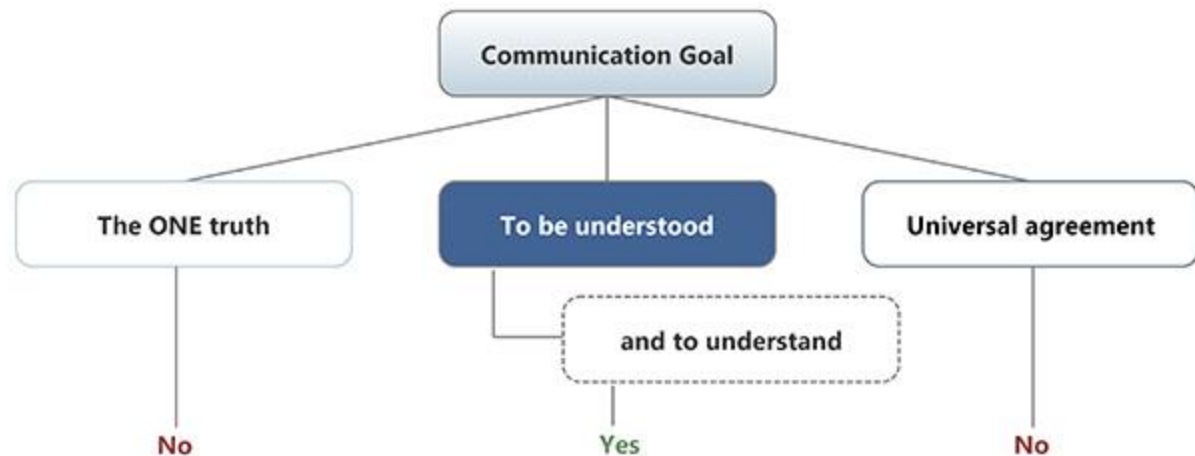 Communication Goal
The ONE truth
To be understood
Universal agreement
and to understand
No
Yes
No